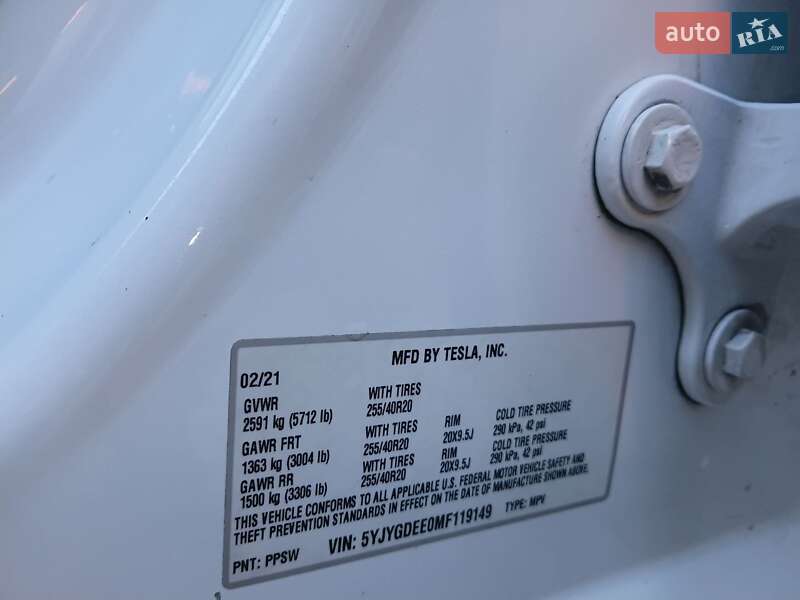 auto RIA.com
MFD BY TESLA, INC.
02/21
GVWR WITH TIRES
2591 kg (5712 lb) 255/40R20
GAWR FRT WITH TIRES RIM COLD TIRE PRESSURE
1363 kg (3004 lb) 255/40R20 20X9.5J 290 kPa, 42 psi
GAWR RR WITH TIRES RIM COLD TIRE PRESSURE
1500 kg (3306 lb) 255/40R20 20X9.5J 290 kPa, 42 psi
THIS VEHICLE CONFORMS TO ALL APPLICABLE U.S. FEDERAL MOTOR VEHICLE SAFETY AND
THEFT PREVENTION STANDARDS IN EFFECT ON THE DATE OF MANUFACTURE SHOWN ABOVE.
PNT: PPSW VIN: 5YJYGDEE0MF119149 TYPE: MPV